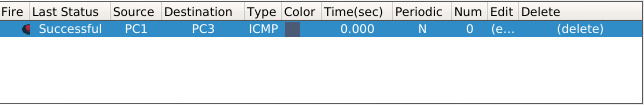 Fire Last Status Source Destination Type Color Time(sec) Periodic Num Edit Delete
Successful PC1 PC3 ICMP 0.000 N 0 (e... (delete)